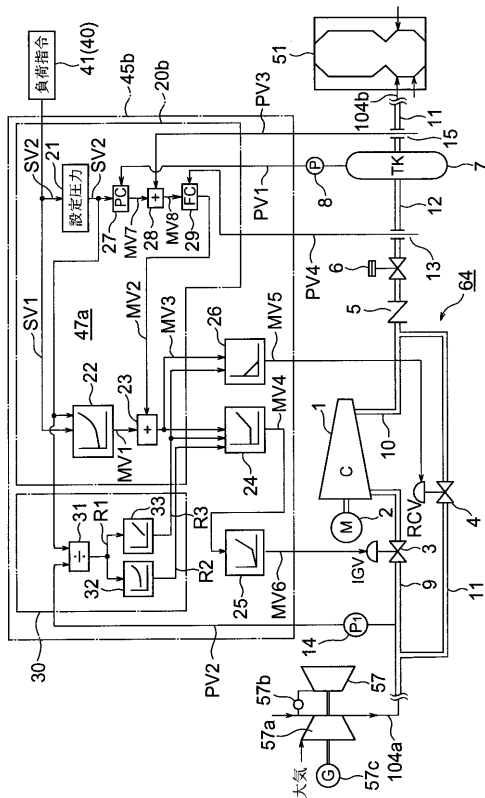 負荷指令
41(40)
45b
20b
SV2
21
設定圧力
SV2
SV1
PC
27
MV7
+
28
MV8
FC
29
PV3
PV1
PV4
P
8
51
104b
11
15
TK
7
12
13
6
5
64
47a
22
MV1
+
23
MV2
MV3
26
MV5
24
MV4
25
MV6
30
÷
31
R1
32
33
R3
R2
PV2
P1
14
1
C
M
2
10
RCV
4
IGV
3
9
11
57b
57a
57
大気
G
57c
104a